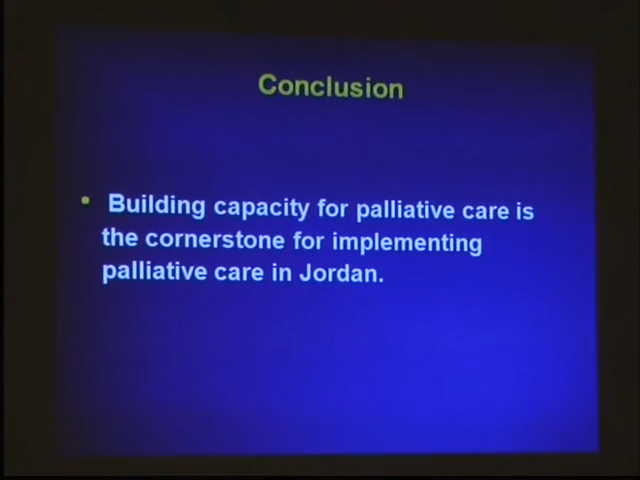 Conclusion
• Building capacity for palliative care is
the cornerstone for implementing
palliative care in Jordan.